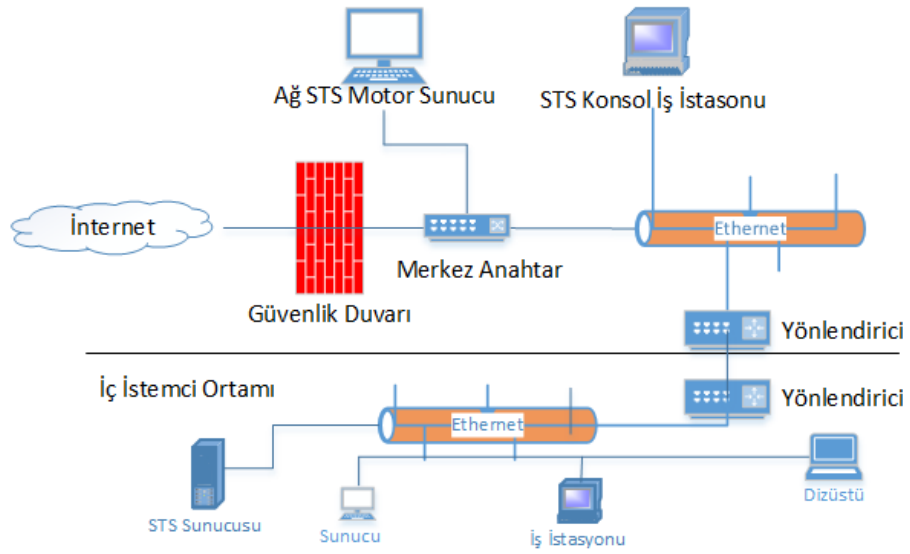 Ağ STS Motor Sunucu
STS Konsol İş İstasonu
İnternet
Ethernet
Merkez Anahtar
Güvenlik Duvarı
Yönlendirici
İç İstemci Ortamı
Yönlendirici
Ethernet
STS Sunucusu
Sunucu
İş İstasyonu
Dizüstü